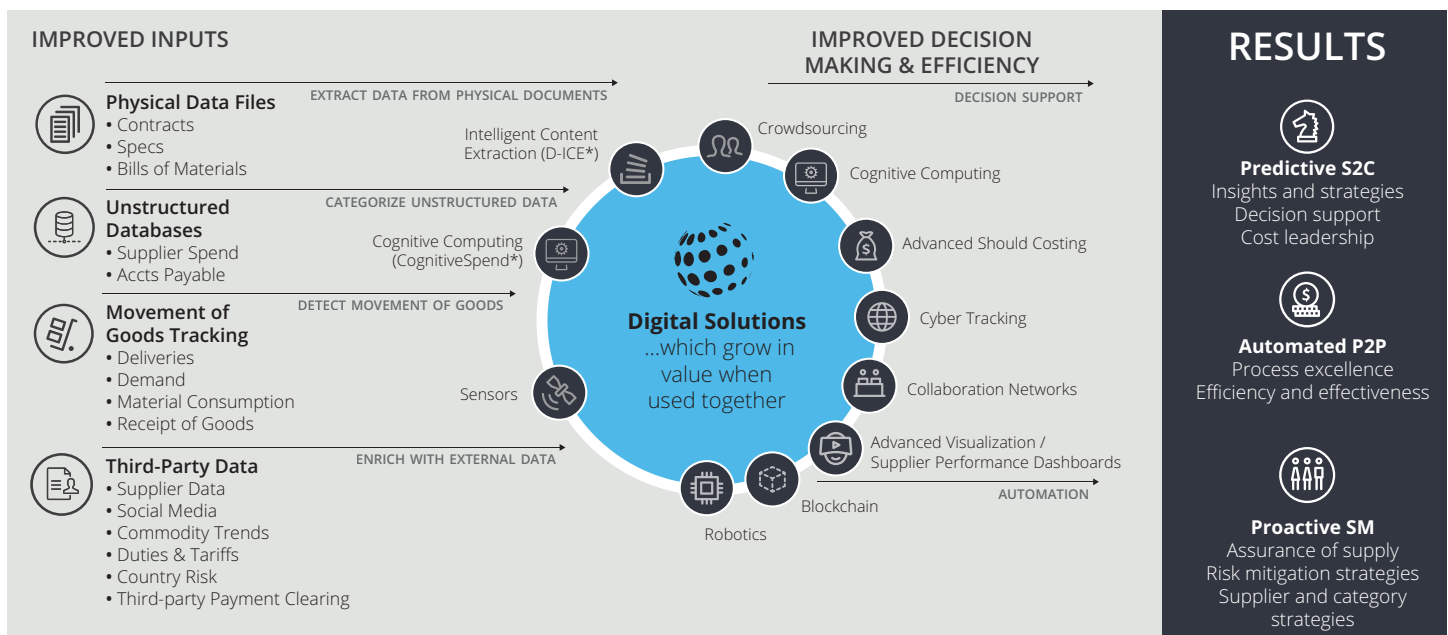 IMPROVED INPUTS
EXTRACT DATA FROM PHYSICAL DOCUMENTS
Physical Data Files
• Contracts
• Specs
• Bills of Materials
CATEGORIZE UNSTRUCTURED DATA
Unstructured
Databases
• Supplier Spend
• Accts Payable
DETECT MOVEMENT OF GOODS
Movement of
Goods Tracking
• Deliveries
• Demand
• Material Consumption
• Receipt of Goods
ENRICH WITH EXTERNAL DATA
Third-Party Data
• Supplier Data
• Social Media
• Commodity Trends
• Duties & Tariffs
• Country Risk
• Third-party Payment Clearing
Intelligent Content
Extraction (D-ICE*)
Cognitive Computing
(CognitiveSpend*)
Sensors
Digital Solutions
...which grow in
value when
used together
IMPROVED DECISION
MAKING & EFFICIENCY
DECISION SUPPORT
Crowdsourcing
Cognitive Computing
$
Advanced Should Costing
Cyber Tracking
Collaboration Networks
Advanced Visualization /
Supplier Performance Dashboards
AUTOMATION
Blockchain
Robotics
RESULTS
Predictive S2C
Insights and strategies
Decision support
Cost leadership
$
Automated P2P
Process excellence
Efficiency and effectiveness
Proactive SM
Assurance of supply
Risk mitigation strategies
Supplier and category
strategies